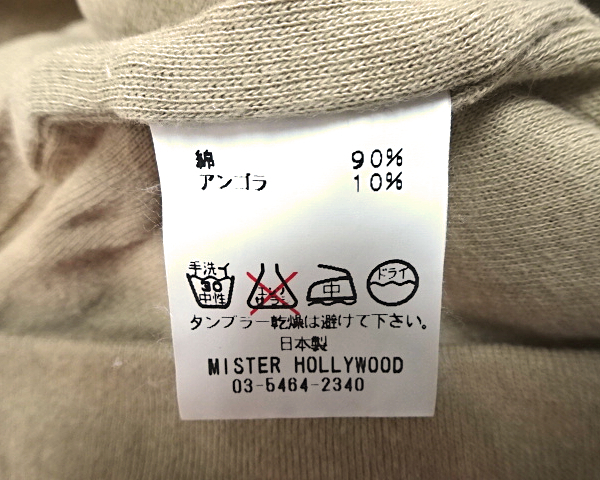 綿 90%
アンゴラ 10%
手洗イ ドライ
30 中
中性
タンブラー乾燥は避けて下さい。
日本製
MISTER HOLLYWOOD
03-5464-2340